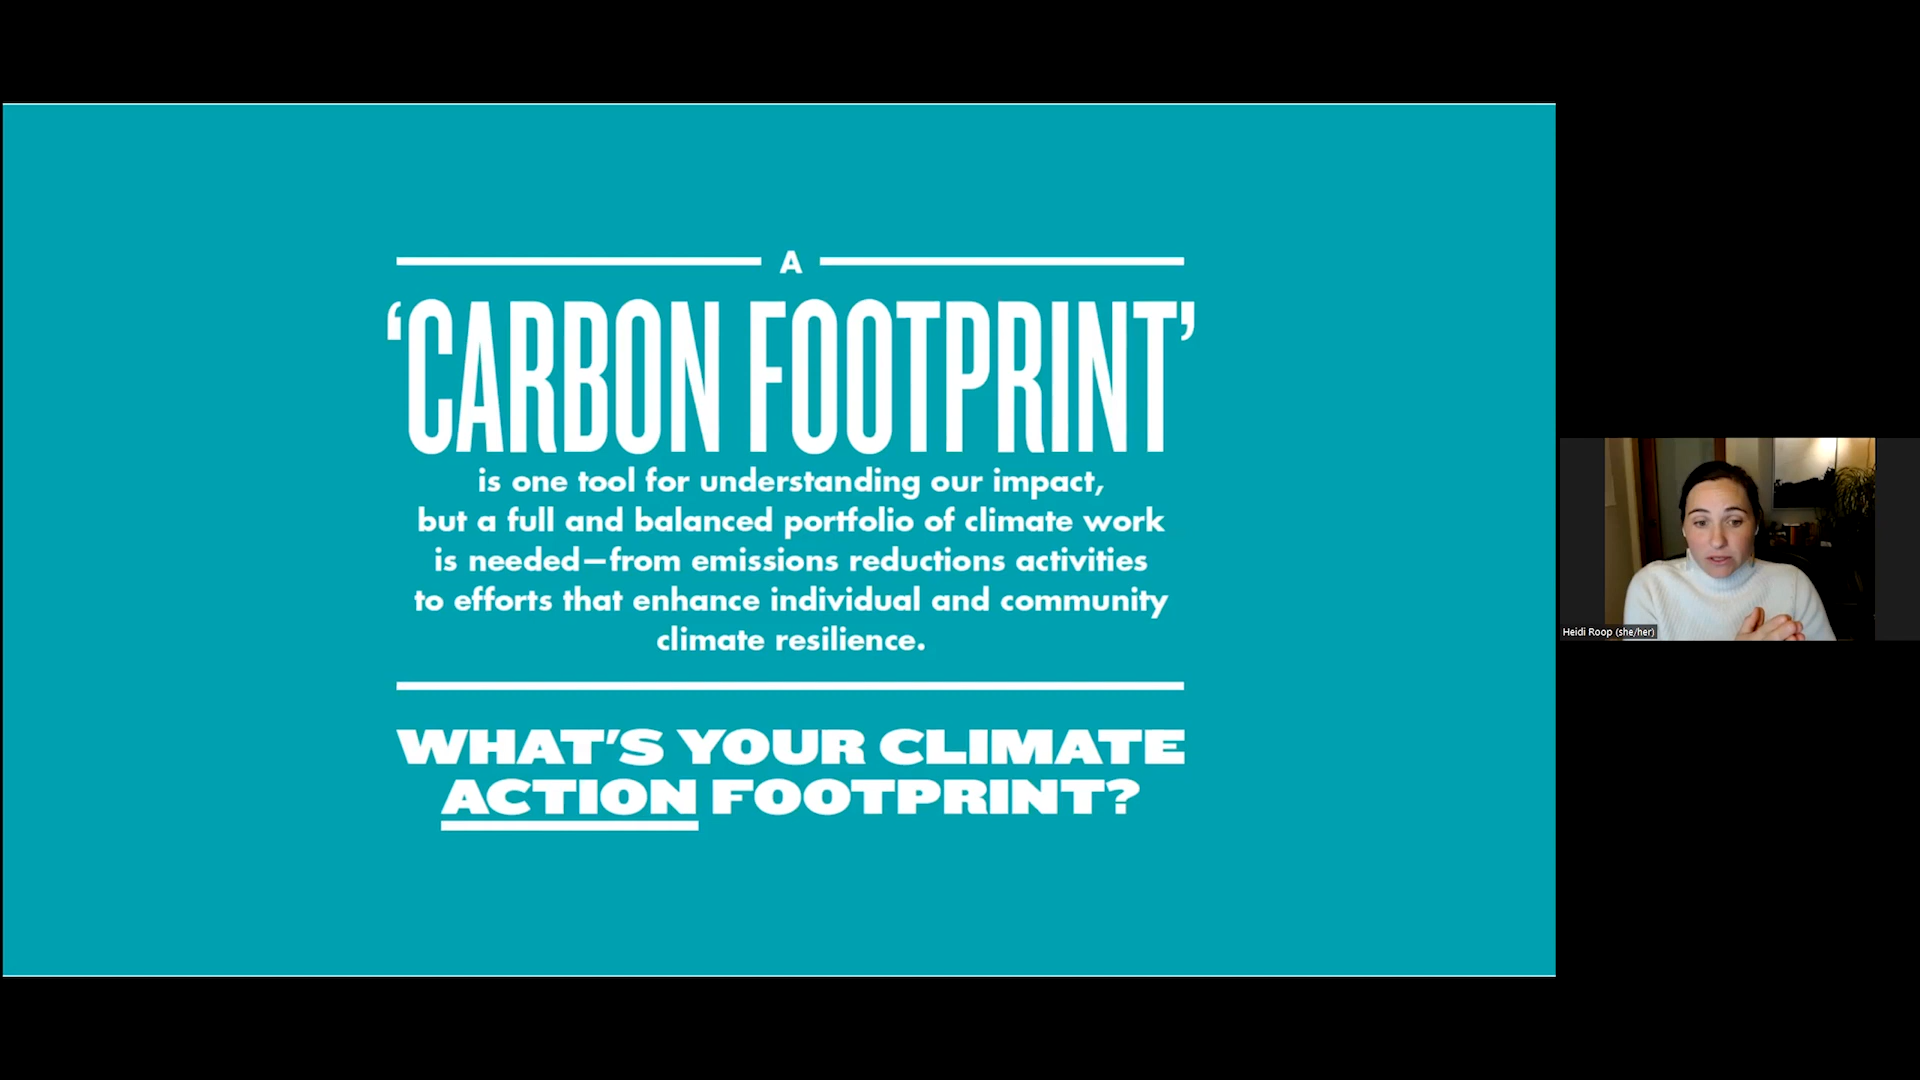 A
‘CARBON FOOTPRINT’
is one tool for understanding our impact,
but a full and balanced portfolio of climate work
is needed—from emissions reductions activities
to efforts that enhance individual and community
climate resilience.
WHAT’S YOUR CLIMATE
ACTION FOOTPRINT?
Heidi Roop (she/her)